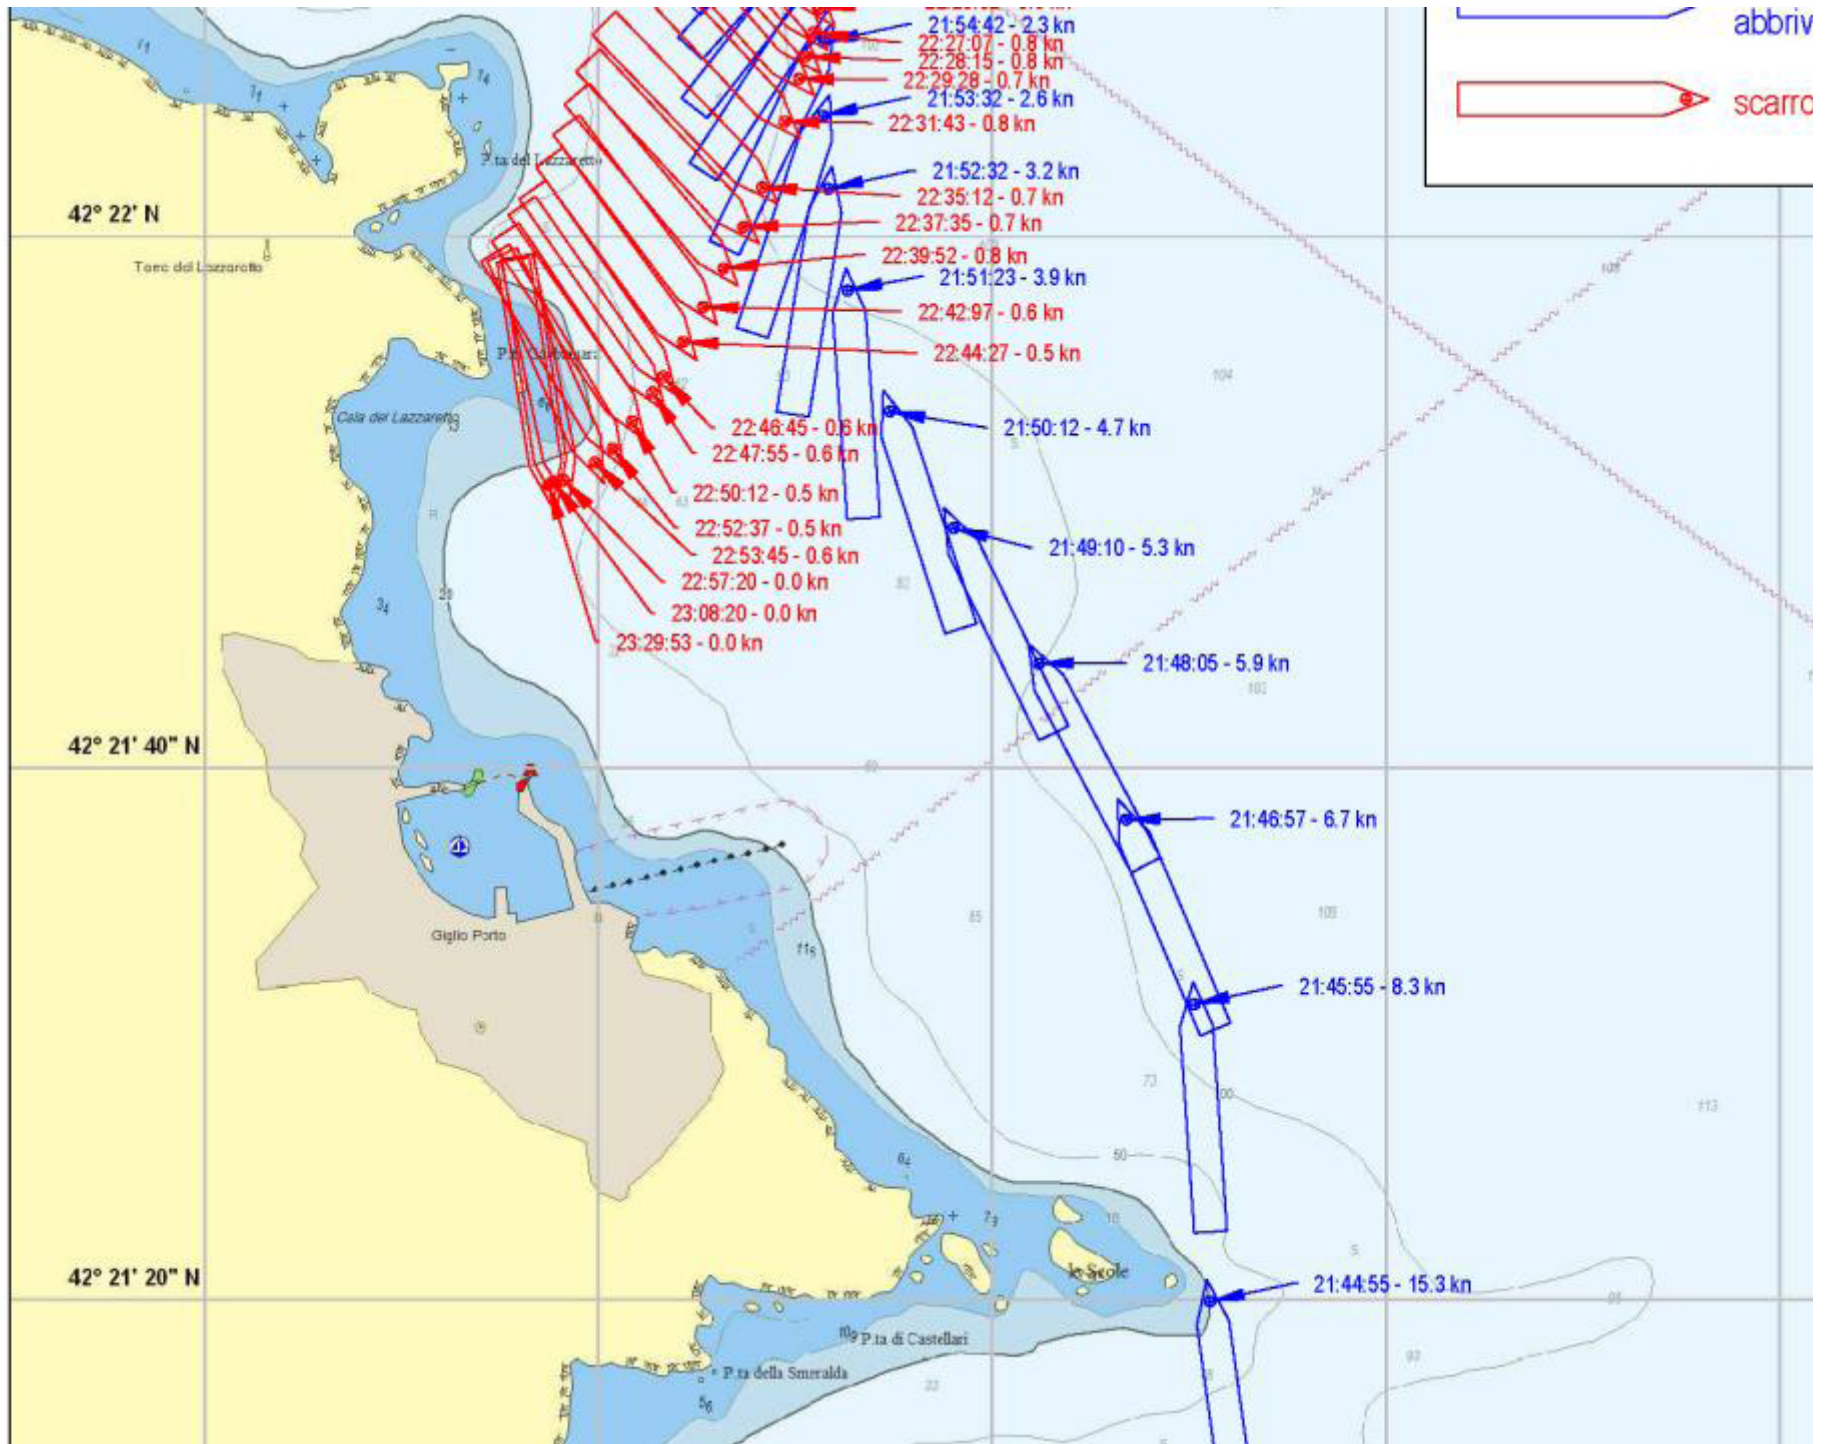 21:54:42 - 2.3 kn
abbriv
22:27:07 - 0.8 kn
22:28:15 - 0.8 kn
22:29:28 - 0.7 kn
21:53:32 - 2.6 kn
scarro
22:31:43 - 0.8 kn
P.ta del Lazzaretto
21:52:32 - 3.2 kn
22:35:12 - 0.7 kn
42° 22' N
22:37:35 - 0.7 kn
Torre del Lazzaretto
22:39:52 - 0.8 kn
21:51:23 - 3.9 kn
22:42:97 - 0.6 kn
22:44:27 - 0.5 kn
104
Cala del Lazzaretto
22:46:45 - 0.6 kn
21:50:12 - 4.7 kn
22:47:55 - 0.6 kn
22:50:12 - 0.5 kn
22:52:37 - 0.5 kn
21:49:10 - 5.3 kn
22:53:45 - 0.6 kn
22:57:20 - 0.0 kn
23:08:20 - 0.0 kn
23:29:53 - 0.0 kn
21:48:05 - 5.9 kn
42° 21' 40" N
21:46:57 - 6.7 kn
Giglio Porto
21:45:55 - 8.3 kn
113
50
42° 21' 20" N
le Scole
21:44:55 - 15.3 kn
P.ta di Castellari
P.ta della Smeralda